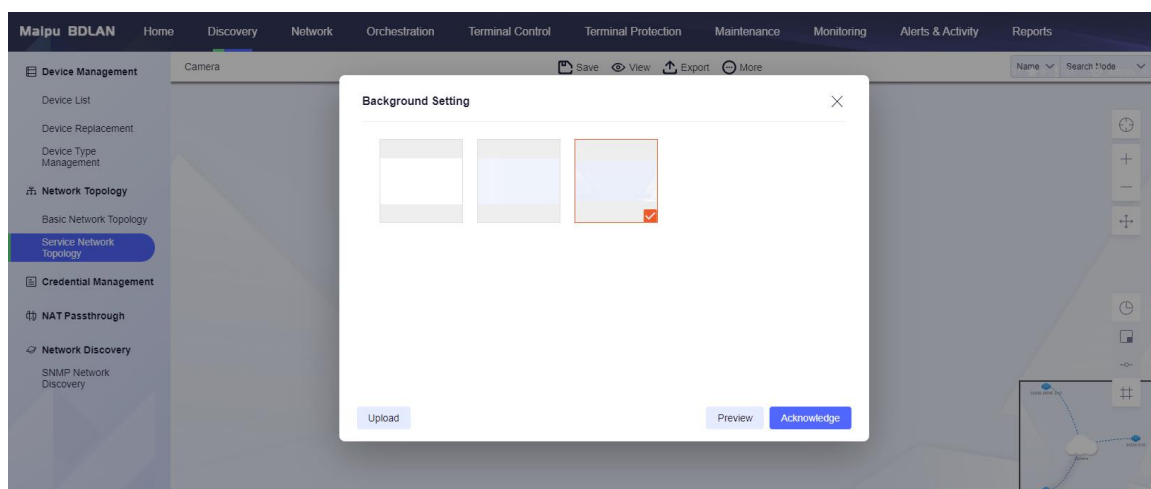 Maipu BDLAN Home Discovery Network Orchestration Terminal Control Terminal Protection Maintenance Monitoring Alerts & Activity Reports
Device Management
Camera
Save View Export More
Name
Search Mode
Device List
Device Replacement
Device Type
Management
Network Topology
Basic Network Topology
Service Network
Topology
Credential Management
NAT Passthrough
Network Discovery
SNMP Network
Discovery
Background Setting
Upload
Preview
Acknowledge